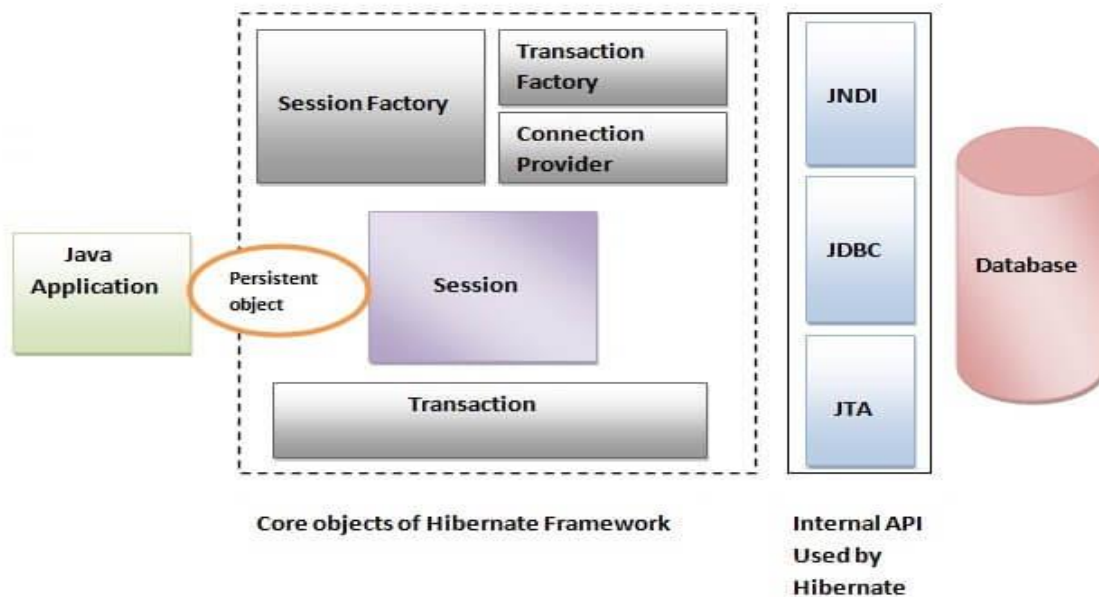 Session Factory
Transaction
Factory
Connection
Provider
JNDI
Java
Application
Persistent
object
Session
JDBC
Database
Transaction
JTA
Core objects of Hibernate Framework
Internal API
Used by
Hibernate